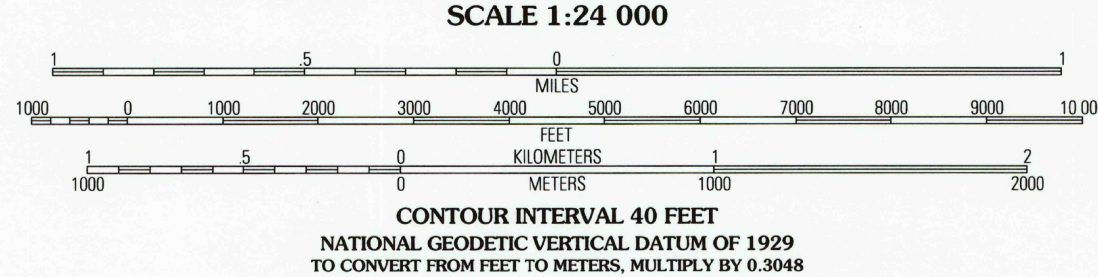 SCALE 1:24 000
1 .5 0 1
MILES
1000 0 1000 2000 3000 4000 5000 6000 7000 8000 9000 10 00
FEET
1 .5 0 KILOMETERS 1 2
1000 0 METERS 1000 2000
CONTOUR INTERVAL 40 FEET
NATIONAL GEODETIC VERTICAL DATUM OF 1929
TO CONVERT FROM FEET TO METERS, MULTIPLY BY 0.3048